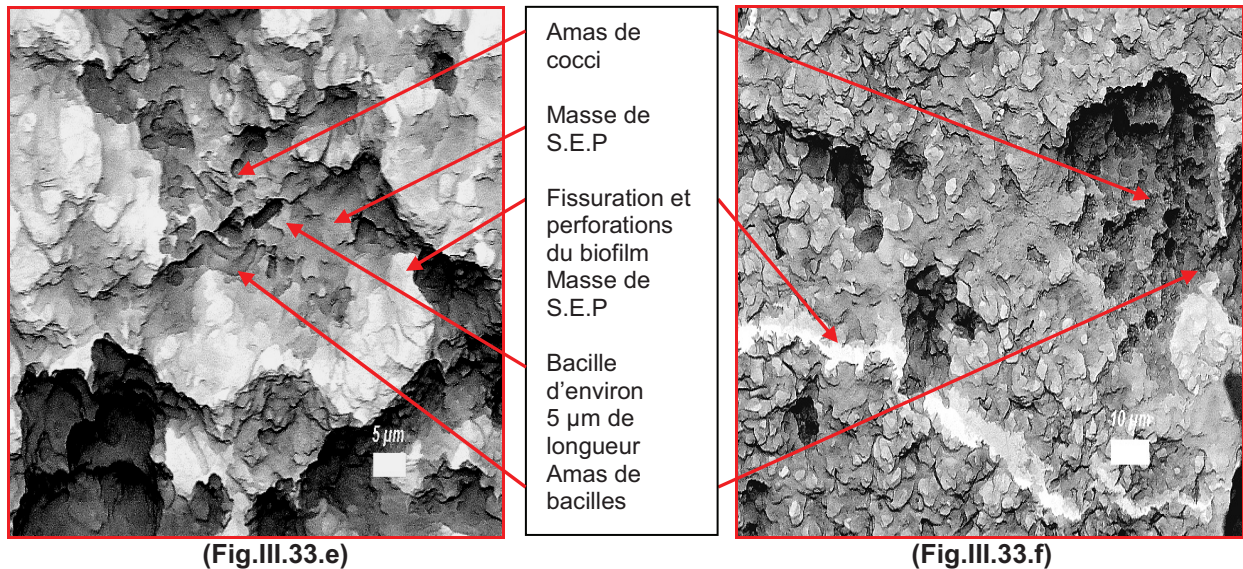 Amas de
cocci
Masse de
S.E.P
Fissuration et
perforations
du biofilm
Masse de
S.E.P
Bacille
d’environ
5 µm de
longueur
Amas de
bacilles
5 µm
10 µm
(Fig.III.33.e)
(Fig.III.33.f)